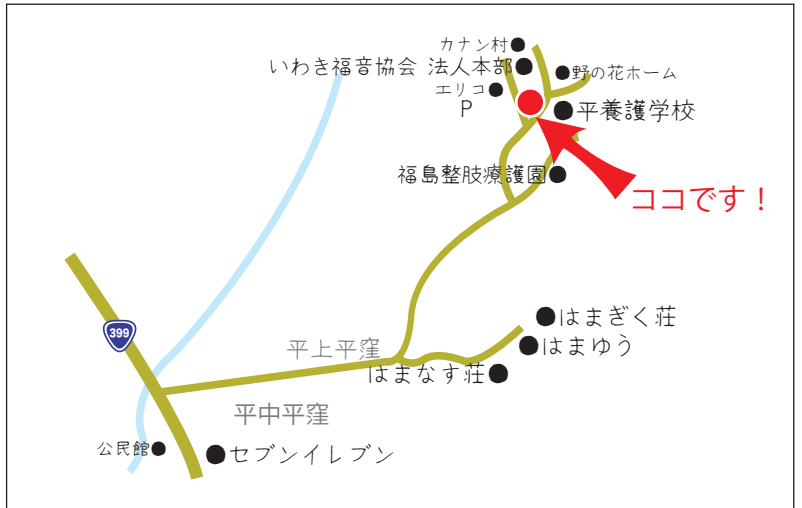 カナン村
いわき福音協会 法人本部
野の花ホーム
エリコ
P
平養護学校
福島整肢療護園
ココです！
はまぎく荘
399
平上平窪
はまゆう
はまなす荘
平中平窪
公民館
セブンイレブン